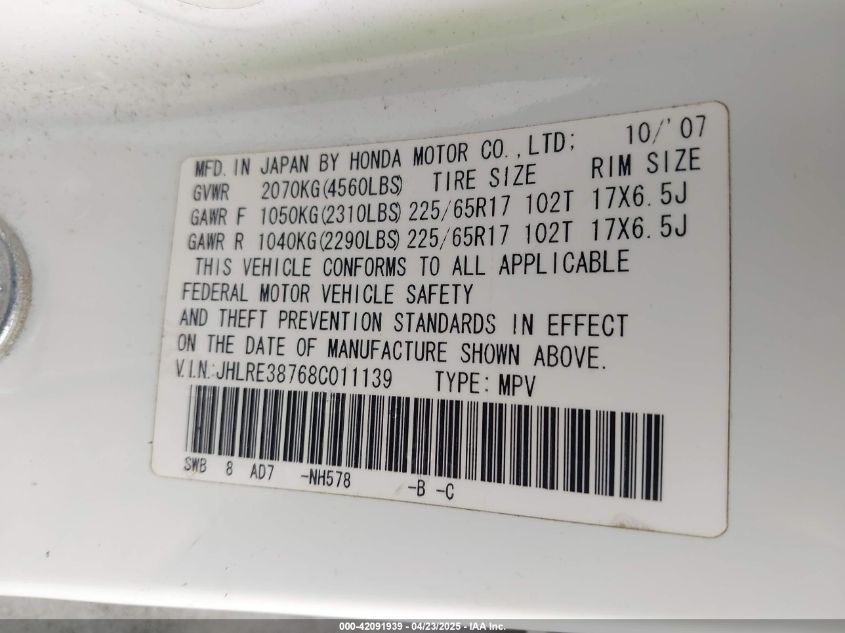 MFD. IN JAPAN BY HONDA MOTOR CO.,LTD; 10/'07
GVWR 2070KG(4560LBS) TIRE SIZE RIM SIZE
GAWR F 1050KG(2310LBS) 225/65R17 102T 17X6.5J
GAWR R 1040KG(2290LBS) 225/65R17 102T 17X6.5J
THIS VEHICLE CONFORMS TO ALL APPLICABLE
FEDERAL MOTOR VEHICLE SAFETY
AND THEFT PREVENTION STANDARDS IN EFFECT
ON THE DATE OF MANUFACTURE SHOWN ABOVE.
V.I.N.:JHLRE38768C011139 TYPE:MPV
SWB 8 AD7 -NH578 -B -C
000-42091939 - 04/23/2025 - IAA Inc.